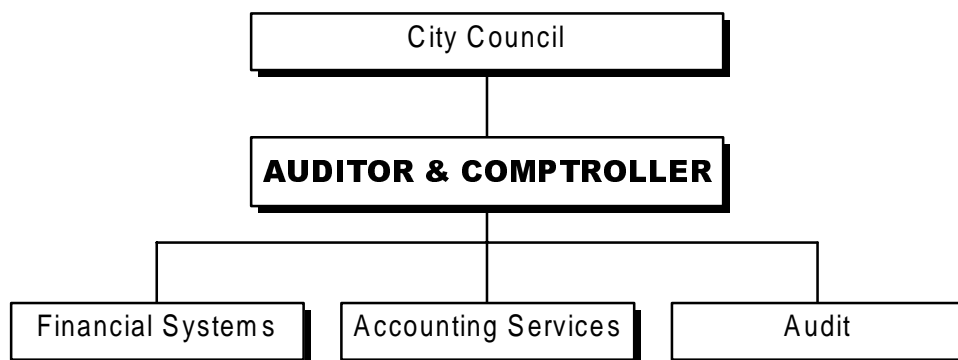 City Council
AUDITOR & COMPTROLLER
Financial Systems
Accounting Services
Audit